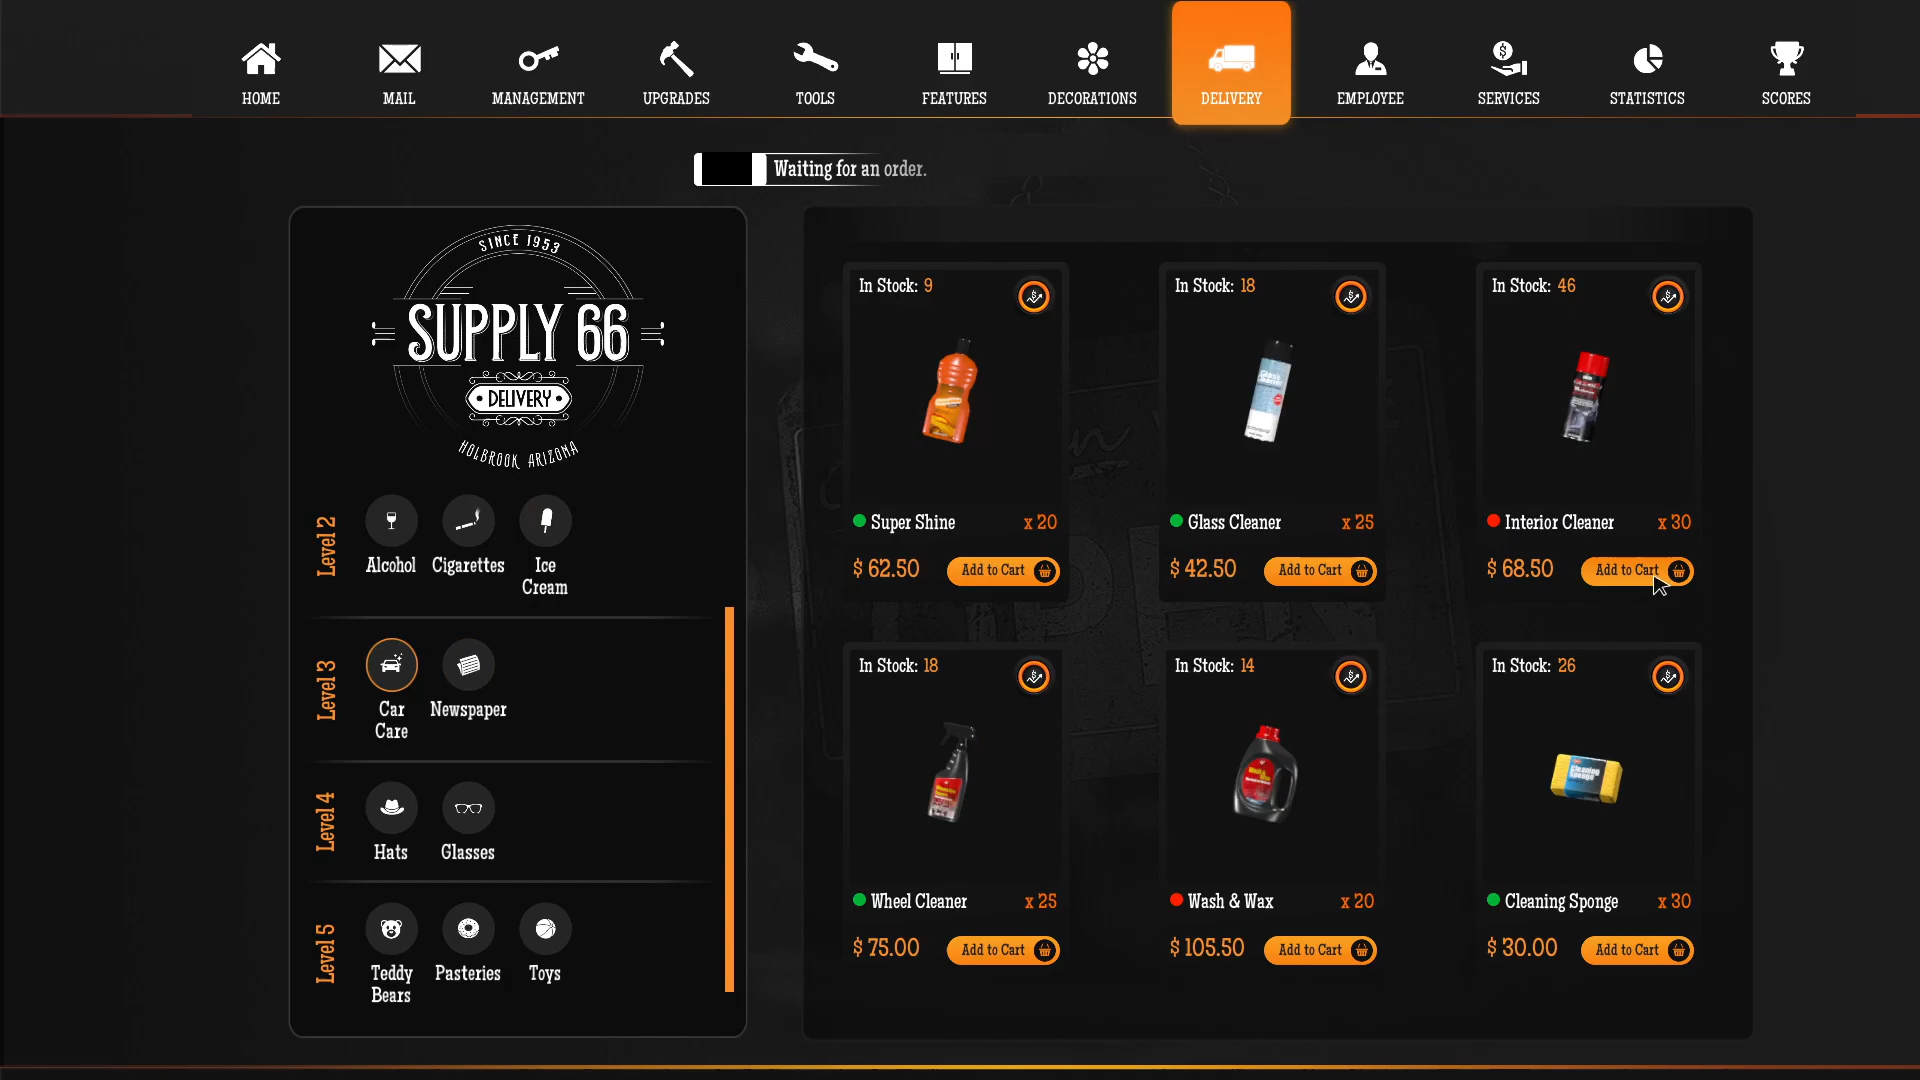 HOME
MAIL
MANAGEMENT
UPGRADES
TOOLS
FEATURES
DECORATIONS
DELIVERY
EMPLOYEE
SERVICES
STATISTICS
SCORES
Waiting for an order.
SINCE 1953
SUPPLY 66
• DELIVERY •
HOLBROOK ARIZONA
Level 2
Alcohol
Cigarettes
Ice
Cream
Level 3
Car
Care
Newspaper
Level 4
Hats
Glasses
Level 5
Teddy
Bears
Pasteries
Toys
In Stock: 9
Super Shine x 20
$ 62.50 Add to Cart
In Stock: 18
Glass
Cleaner
Glass Cleaner x 25
$ 42.50 Add to Cart
In Stock: 46
Interior Cleaner x 30
$ 68.50 Add to Cart
In Stock: 18
Wheel Cleaner x 25
$ 75.00 Add to Cart
In Stock: 14
Wash & Wax x 20
$ 105.50 Add to Cart
In Stock: 26
Cleaning
Sponge
Cleaning Sponge x 30
$ 30.00 Add to Cart